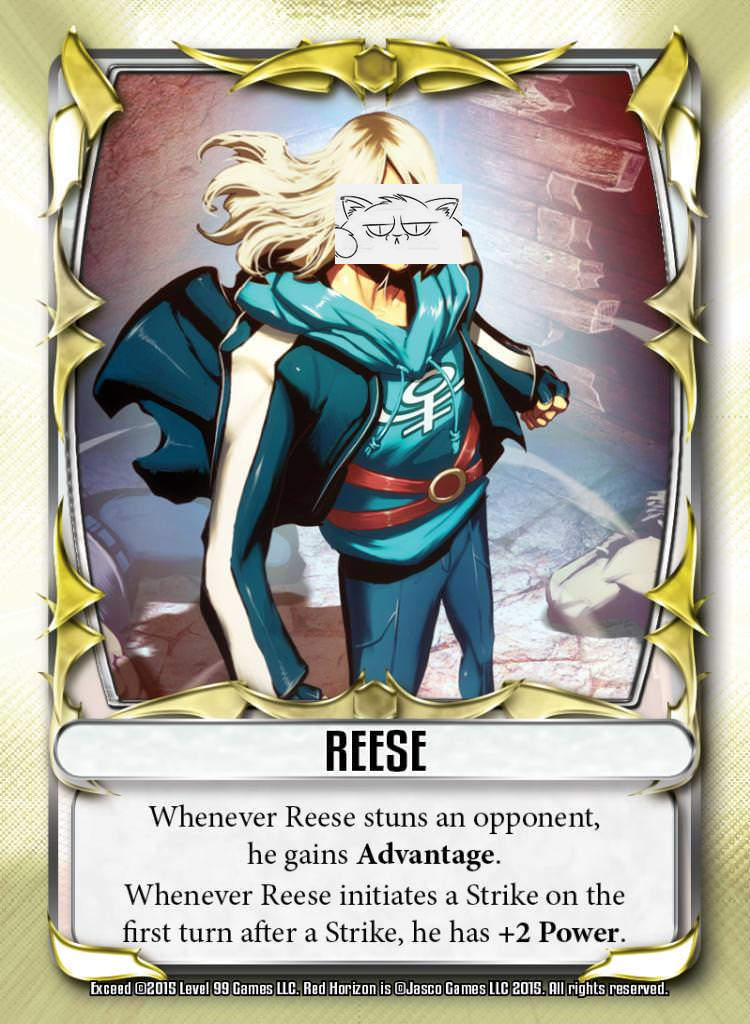 REESE
Whenever Reese stuns an opponent,
he gains Advantage.
Whenever Reese initiates a Strike on the
first turn after a Strike, he has +2 Power.
Exceed ©2015 Level 99 Games LLC. Red Horizon is ©Jasco Games LLC 2015. All rights reserved.